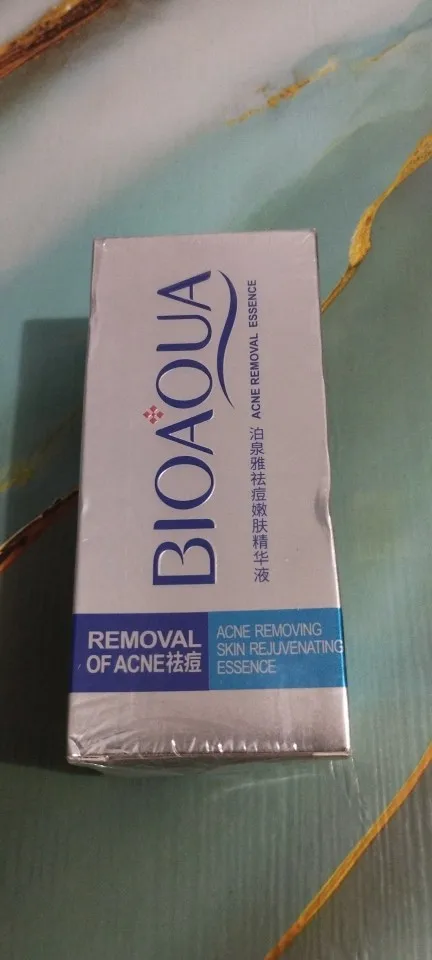 BIOAQUA
ACNE REMOVAL ESSENCE
泊泉雅祛痘嫩肤精华液
REMOVAL
OF ACNE祛痘
ACNE REMOVING
SKIN REJUVENATING
ESSENCE